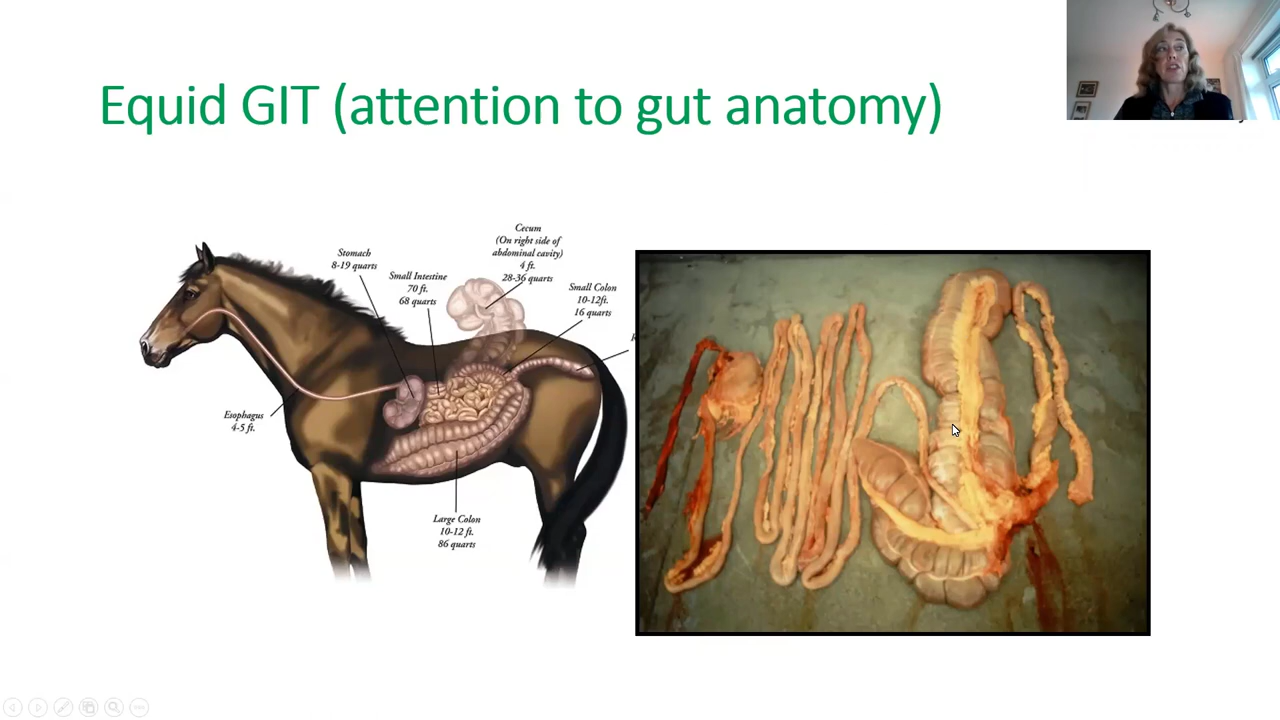 Equid GIT (attention to gut anatomy)
Cecum
(On right side of
abdominal cavity)
4 ft.
28-36 quarts
Stomach
8-19 quarts
Small Intestine
70 ft.
68 quarts
Small Colon
10-12ft.
16 quarts
Esophagus
4-5 ft.
Large Colon
10-12 ft.
86 quarts